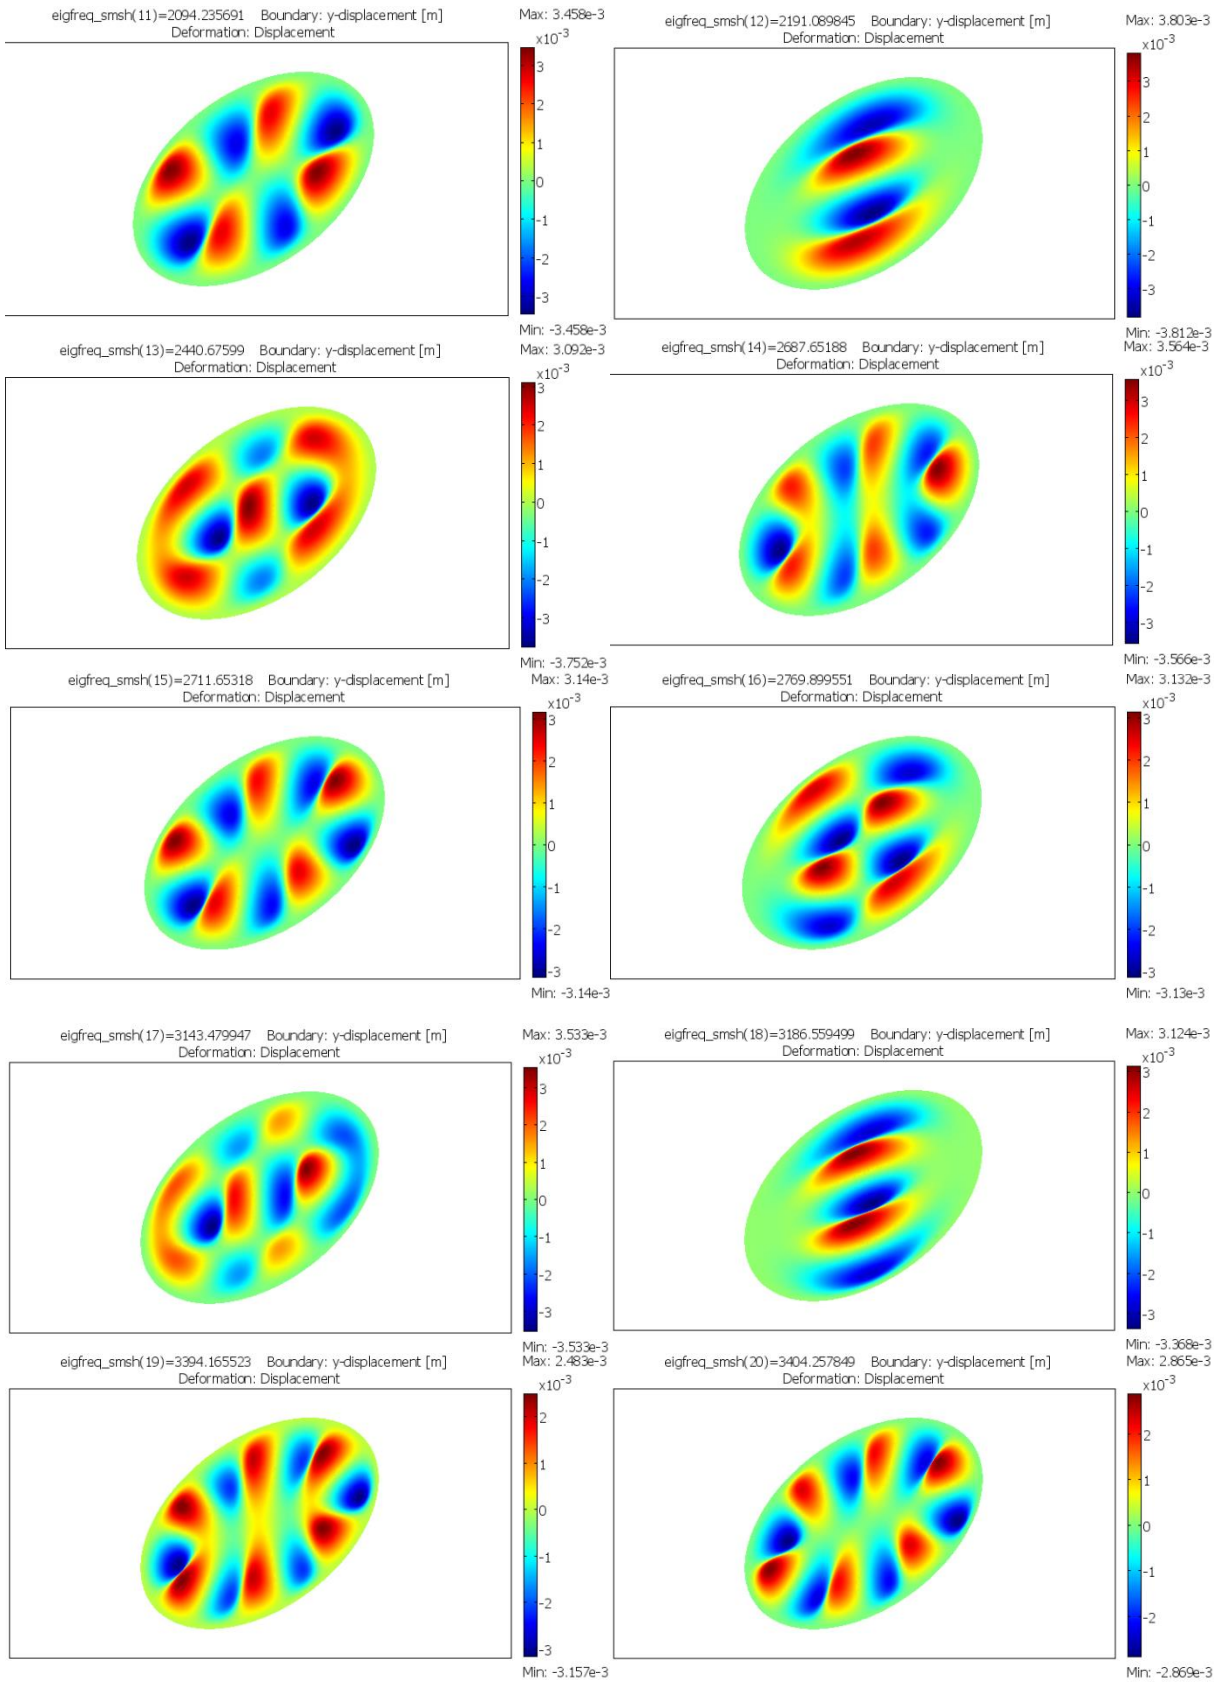 eigfreq_smsh(11)=2094.235691 Boundary: y-displacement [m] Max: 3.458e-3
Deformation: Displacement
x10⁻³
3
2
1
0
-1
-2
-3
Min: -3.458e-3
eigfreq_smsh(12)=2191.089845 Boundary: y-displacement [m] Max: 3.803e-3
Deformation: Displacement
x10⁻³
3
2
1
0
-1
-2
-3
Min: -3.812e-3
eigfreq_smsh(13)=2440.67599 Boundary: y-displacement [m] Max: 3.092e-3
Deformation: Displacement
x10⁻³
3
2
1
0
-1
-2
-3
Min: -3.752e-3
eigfreq_smsh(14)=2687.65188 Boundary: y-displacement [m] Max: 3.564e-3
Deformation: Displacement
x10⁻³
3
2
1
0
-1
-2
-3
Min: -3.566e-3
eigfreq_smsh(15)=2711.65318 Boundary: y-displacement [m] Max: 3.14e-3
Deformation: Displacement
x10⁻³
3
2
1
0
-1
-2
-3
Min: -3.14e-3
eigfreq_smsh(16)=2769.899551 Boundary: y-displacement [m] Max: 3.132e-3
Deformation: Displacement
x10⁻³
3
2
1
0
-1
-2
-3
Min: -3.13e-3
eigfreq_smsh(17)=3143.479947 Boundary: y-displacement [m] Max: 3.533e-3
Deformation: Displacement
x10⁻³
3
2
1
0
-1
-2
-3
Min: -3.533e-3
eigfreq_smsh(18)=3186.559499 Boundary: y-displacement [m] Max: 3.124e-3
Deformation: Displacement
x10⁻³
3
2
1
0
-1
-2
-3
Min: -3.368e-3
eigfreq_smsh(19)=3394.165523 Boundary: y-displacement [m] Max: 2.483e-3
Deformation: Displacement
x10⁻³
2
1
0
-1
-2
-3
Min: -3.157e-3
eigfreq_smsh(20)=3404.257849 Boundary: y-displacement [m] Max: 2.865e-3
Deformation: Displacement
x10⁻³
2
1
0
-1
-2
Min: -2.869e-3